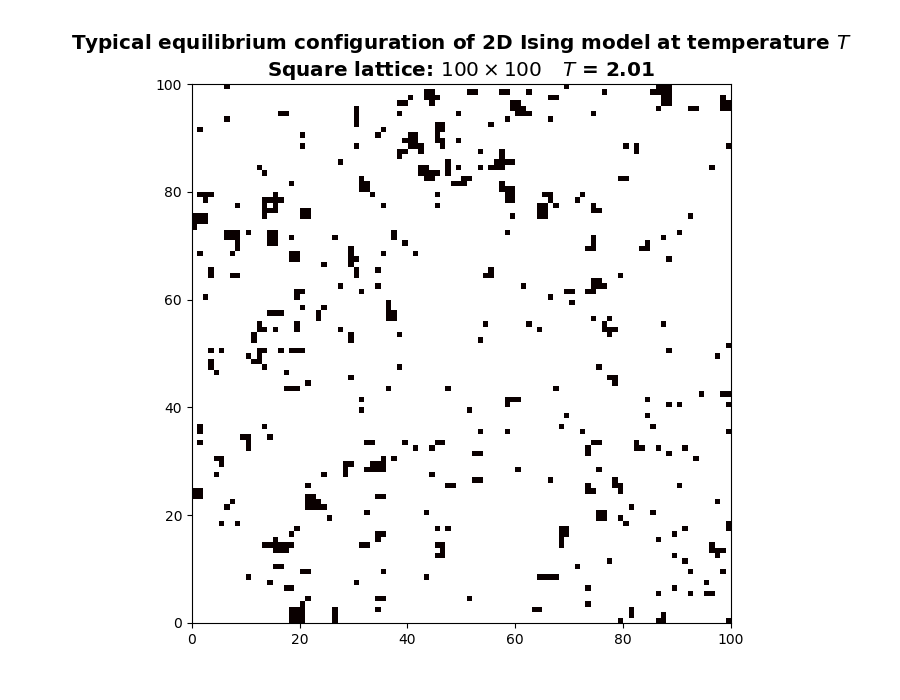 Typical equilibrium configuration of 2D Ising model at temperature T
Square lattice: 100 × 100 T = 2.01
100
80
60
40
20
0
0 20 40 60 80 100